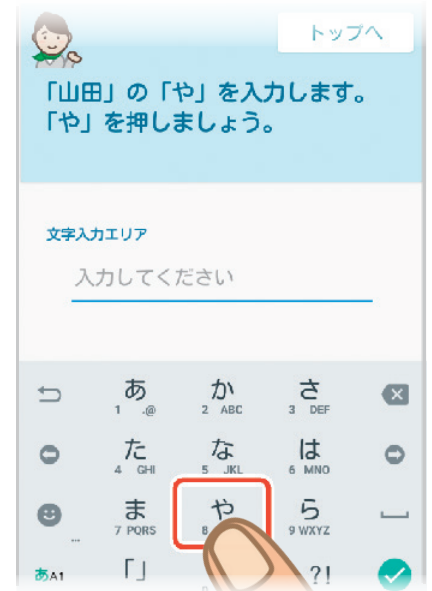 トップへ
「山田」の「や」を入力します。
「や」を押しましょう。
文字入力エリア
入力してください
あ か さ
1 .@ 2 ABC 3 DEF
た な は
4 GHI 5 JKL 6 MNO
ま や ら
... 7 PQRS 8 9 WXYZ
あA1 「」 ?!